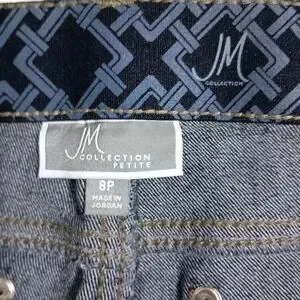 JM
COLLECTION
JM
COLLECTION
PETITE
8P
MADE IN
JORDAN